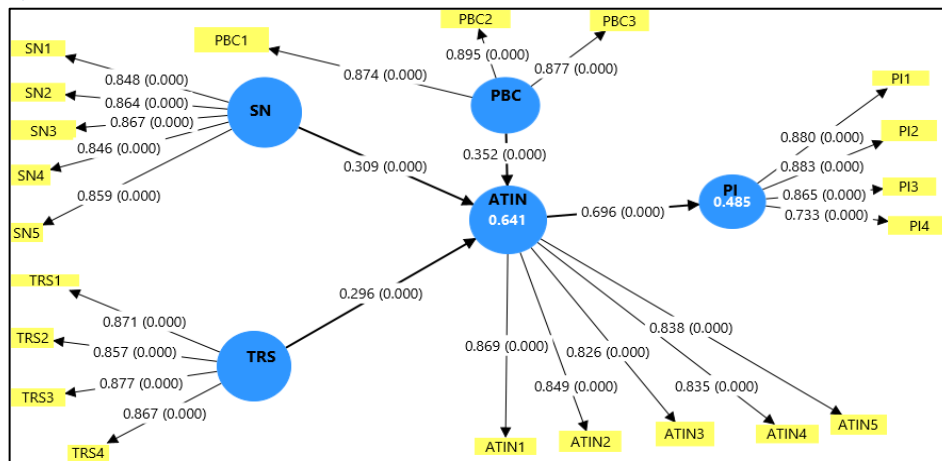 PBC2
PBC3
PBC1
SN1
0.895 (0.000)
0.874 (0.000)
0.877 (0.000)
0.848 (0.000)
SN2
0.864 (0.000)
SN
PBC
PI1
SN3
0.867 (0.000)
0.880 (0.000)
PI2
0.846 (0.000)
0.352 (0.000)
0.883 (0.000)
SN4
0.309 (0.000)
PI
0.865 (0.000)
PI3
0.859 (0.000)
ATIN
0.485
0.641
0.696 (0.000)
0.733 (0.000)
PI4
SN5
TRS1
0.296 (0.000)
0.871 (0.000)
0.838 (0.000)
TRS2
0.857 (0.000)
TRS
0.869 (0.000)
0.826 (0.000)
0.877 (0.000)
0.849 (0.000)
0.835 (0.000)
TRS3
0.867 (0.000)
TRS4
ATIN1
ATIN2
ATIN3
ATIN4
ATIN5